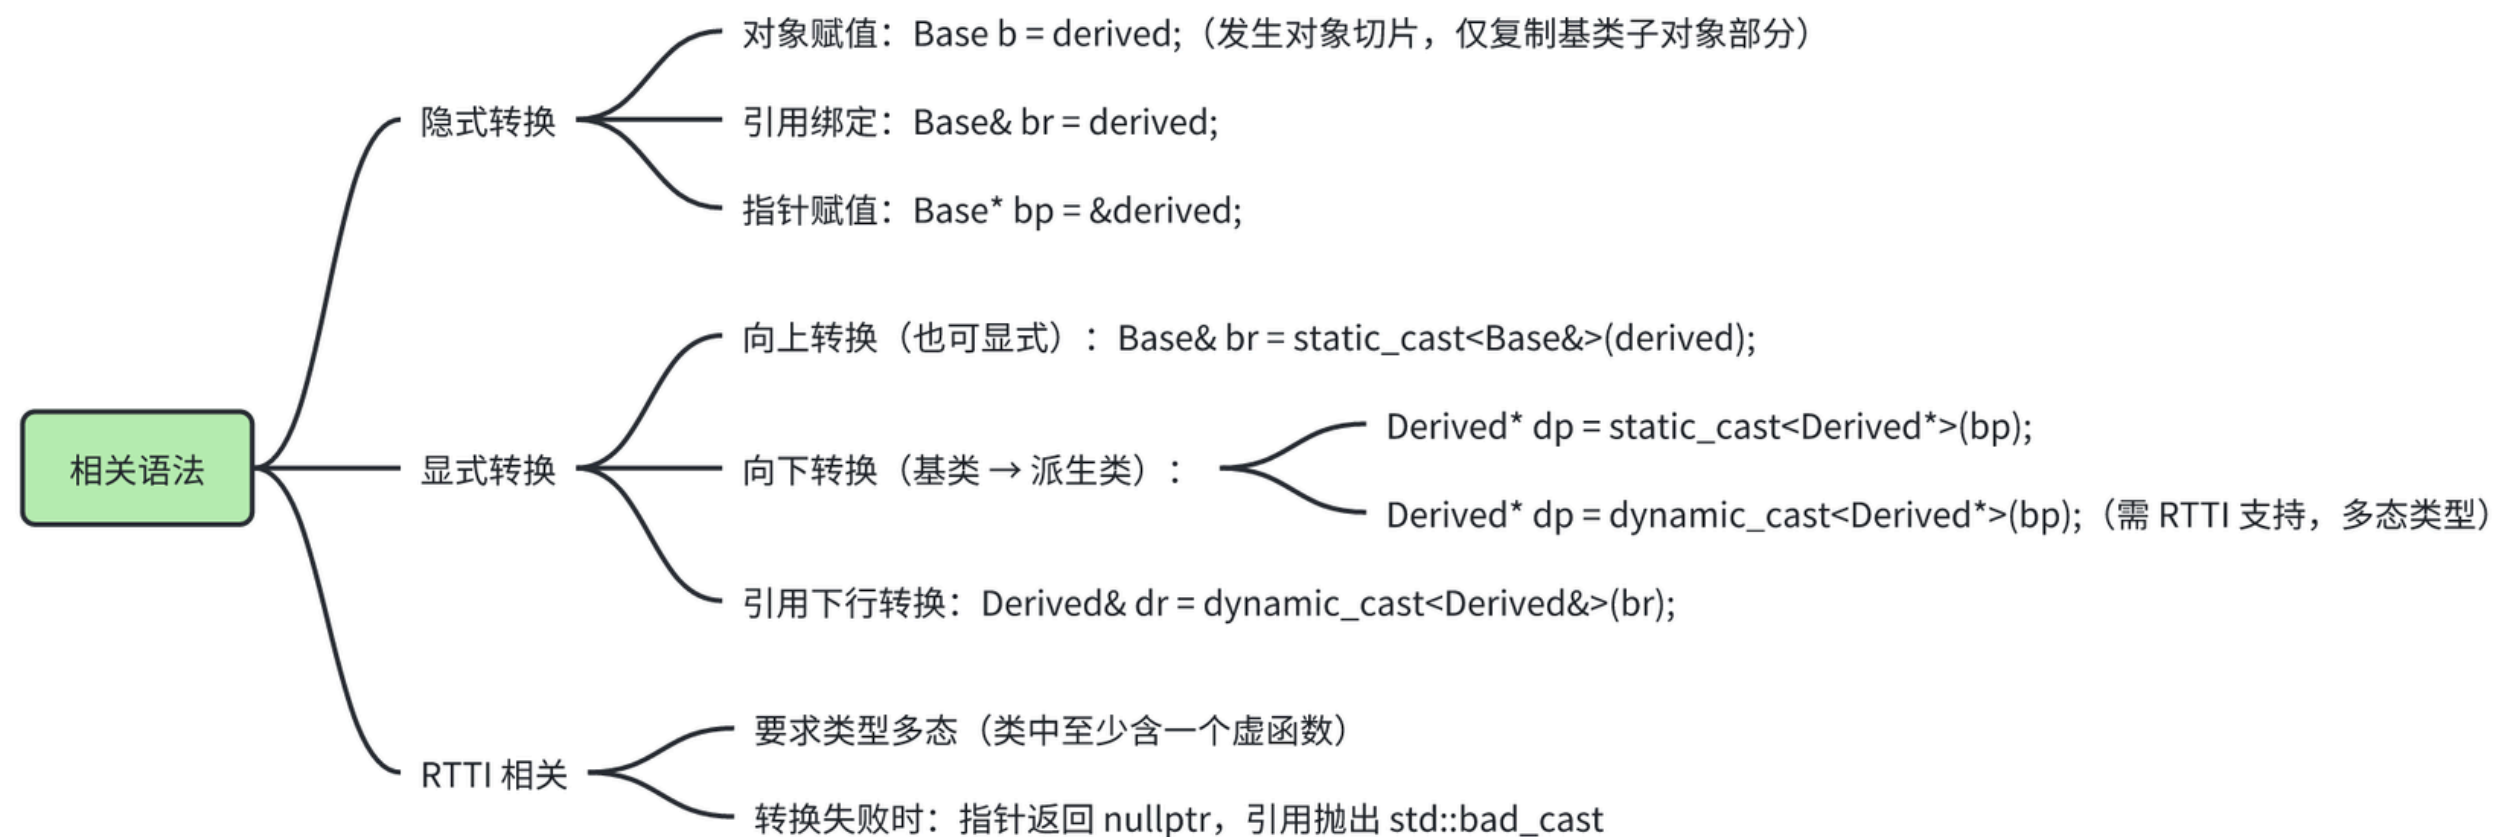 相关语法
隐式转换
对象赋值：Base b = derived;（发生对象切片，仅复制基类子对象部分）
引用绑定：Base& br = derived;
指针赋值：Base* bp = &derived;
显式转换
向上转换（也可显式）：Base& br = static_cast<Base&>(derived);
向下转换（基类 → 派生类）：
Derived* dp = static_cast<Derived*>(bp);
Derived* dp = dynamic_cast<Derived*>(bp);（需 RTTI 支持，多态类型）
引用下行转换：Derived& dr = dynamic_cast<Derived&>(br);
RTTI 相关
要求类型多态（类中至少含一个虚函数）
转换失败时：指针返回 nullptr，引用抛出 std::bad_cast